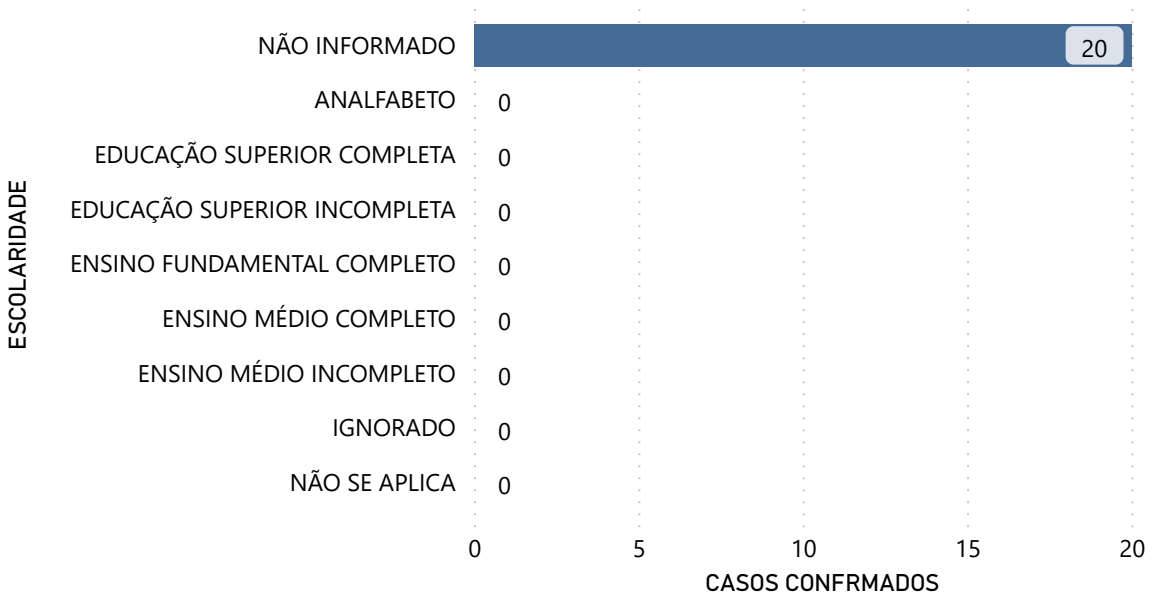 ESCOLARIDADE
NÃO INFORMADO 20
ANALFABETO 0
EDUCAÇÃO SUPERIOR COMPLETA 0
EDUCAÇÃO SUPERIOR INCOMPLETA 0
ENSINO FUNDAMENTAL COMPLETO 0
ENSINO MÉDIO COMPLETO 0
ENSINO MÉDIO INCOMPLETO 0
IGNORADO 0
NÃO SE APLICA 0
0 5 10 15 20
CASOS CONFRMADOS